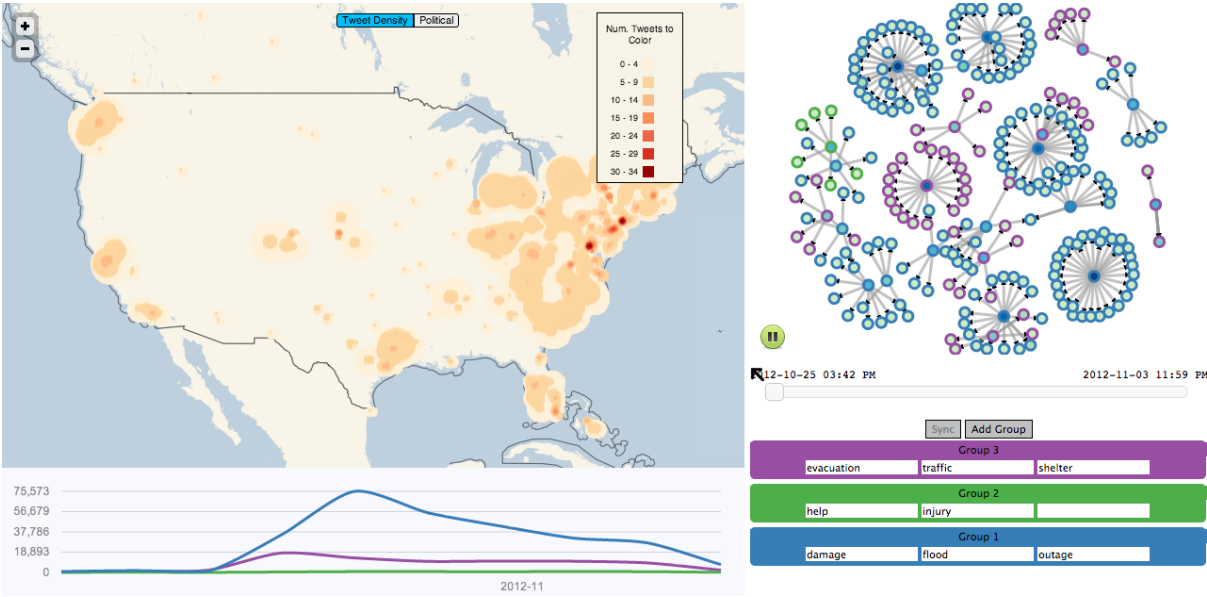 +
−
Tweet Density Political
Num. Tweets to
Color
0 - 4
5 - 9
10 - 14
15 - 19
20 - 24
25 - 29
30 - 34
12-10-25 03:42 PM 2012-11-03 11:59 PM
Sync Add Group
Group 3
evacuation traffic shelter
Group 2
help injury
Group 1
damage flood outage
75,573
56,679
37,786
18,893
0
2012-11